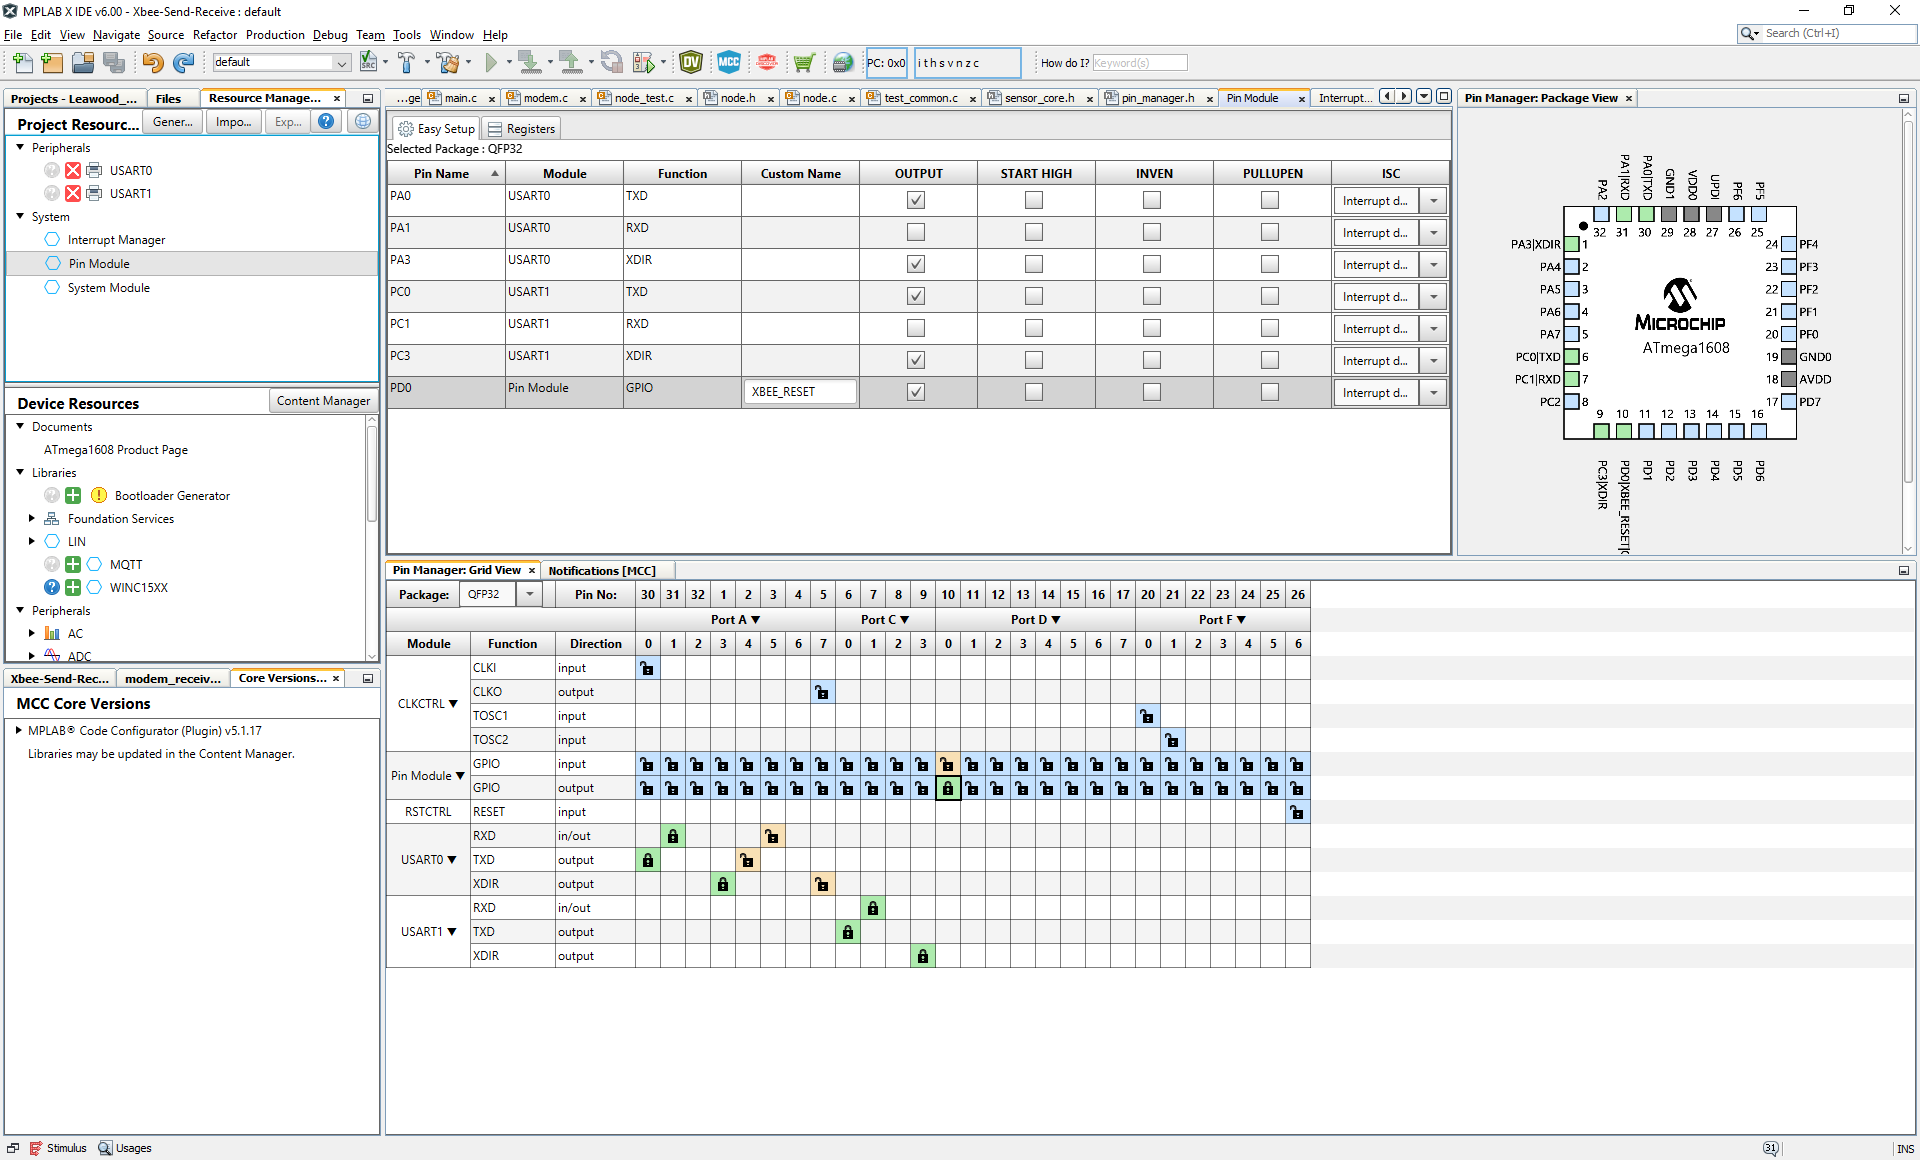 MPLAB X IDE v6.00 - Xbee-Send-Receive : default
File Edit View Navigate Source Refactor Production Debug Team Tools Window Help
Search (Ctrl+I)
default
SRC
DV
MCC
PC: 0x0
i t h s v n z c
How do I?
Keyword(s)
Projects - Leawood_...
Files
Resource Manage... ×
Project Resourc...
Gener...
Impo...
Exp...
Peripherals
USART0
USART1
System
Interrupt Manager
Pin Module
System Module
Device Resources
Content Manager
Documents
ATmega1608 Product Page
Libraries
Bootloader Generator
Foundation Services
LIN
MQTT
WINC15XX
Peripherals
AC
ADC
Xbee-Send-Rec...
modem_receiv...
Core Versions... ×
MCC Core Versions
MPLAB® Code Configurator (Plugin) v5.1.17
Libraries may be updated in the Content Manager.
...ge main.c × modem.c × node_test.c × node.h × node.c × test_common.c × sensor_core.h × pin_manager.h × Pin Module × Interrupt...
Easy Setup
Registers
Selected Package : QFP32
Pin Name Module Function Custom Name OUTPUT START HIGH INVEN PULLUPEN ISC
PA0 USART0 TXD Interrupt d...
PA1 USART0 RXD Interrupt d...
PA3 USART0 XDIR Interrupt d...
PC0 USART1 TXD Interrupt d...
PC1 USART1 RXD Interrupt d...
PC3 USART1 XDIR Interrupt d...
PD0 Pin Module GPIO XBEE_RESET Interrupt d...
Pin Manager: Package View ×
PA2 PA1|RXD PA0|TXD GND1 VDD0 UPDI PF6 PF5
32 31 30 29 28 27 26 25
PA3|XDIR 1 24 PF4
PA4 2 23 PF3
PA5 3 22 PF2
PA6 4 21 PF1
PA7 5 20 PF0
PC0|TXD 6 19 GND0
PC1|RXD 7 18 AVDD
PC2 8 17 PD7
MICROCHIP
ATmega1608
9 10 11 12 13 14 15 16
PC3|XDIR PD0|XBEE_RESET| PD1 PD2 PD3 PD4 PD5 PD6
Pin Manager: Grid View ×
Notifications [MCC]
Package: QFP32 Pin No: 30 31 32 1 2 3 4 5 6 7 8 9 10 11 12 13 14 15 16 17 20 21 22 23 24 25 26
Port A ▼ Port C ▼ Port D ▼ Port F ▼
Module Function Direction 0 1 2 3 4 5 6 7 0 1 2 3 0 1 2 3 4 5 6 7 0 1 2 3 4 5 6
CLKCTRL ▼
CLKI input
CLKO output
TOSC1 input
TOSC2 input
Pin Module ▼
GPIO input
GPIO output
RSTCTRL RESET input
USART0 ▼
RXD in/out
TXD output
XDIR output
USART1 ▼
RXD in/out
TXD output
XDIR output
Stimulus
Usages
31
INS